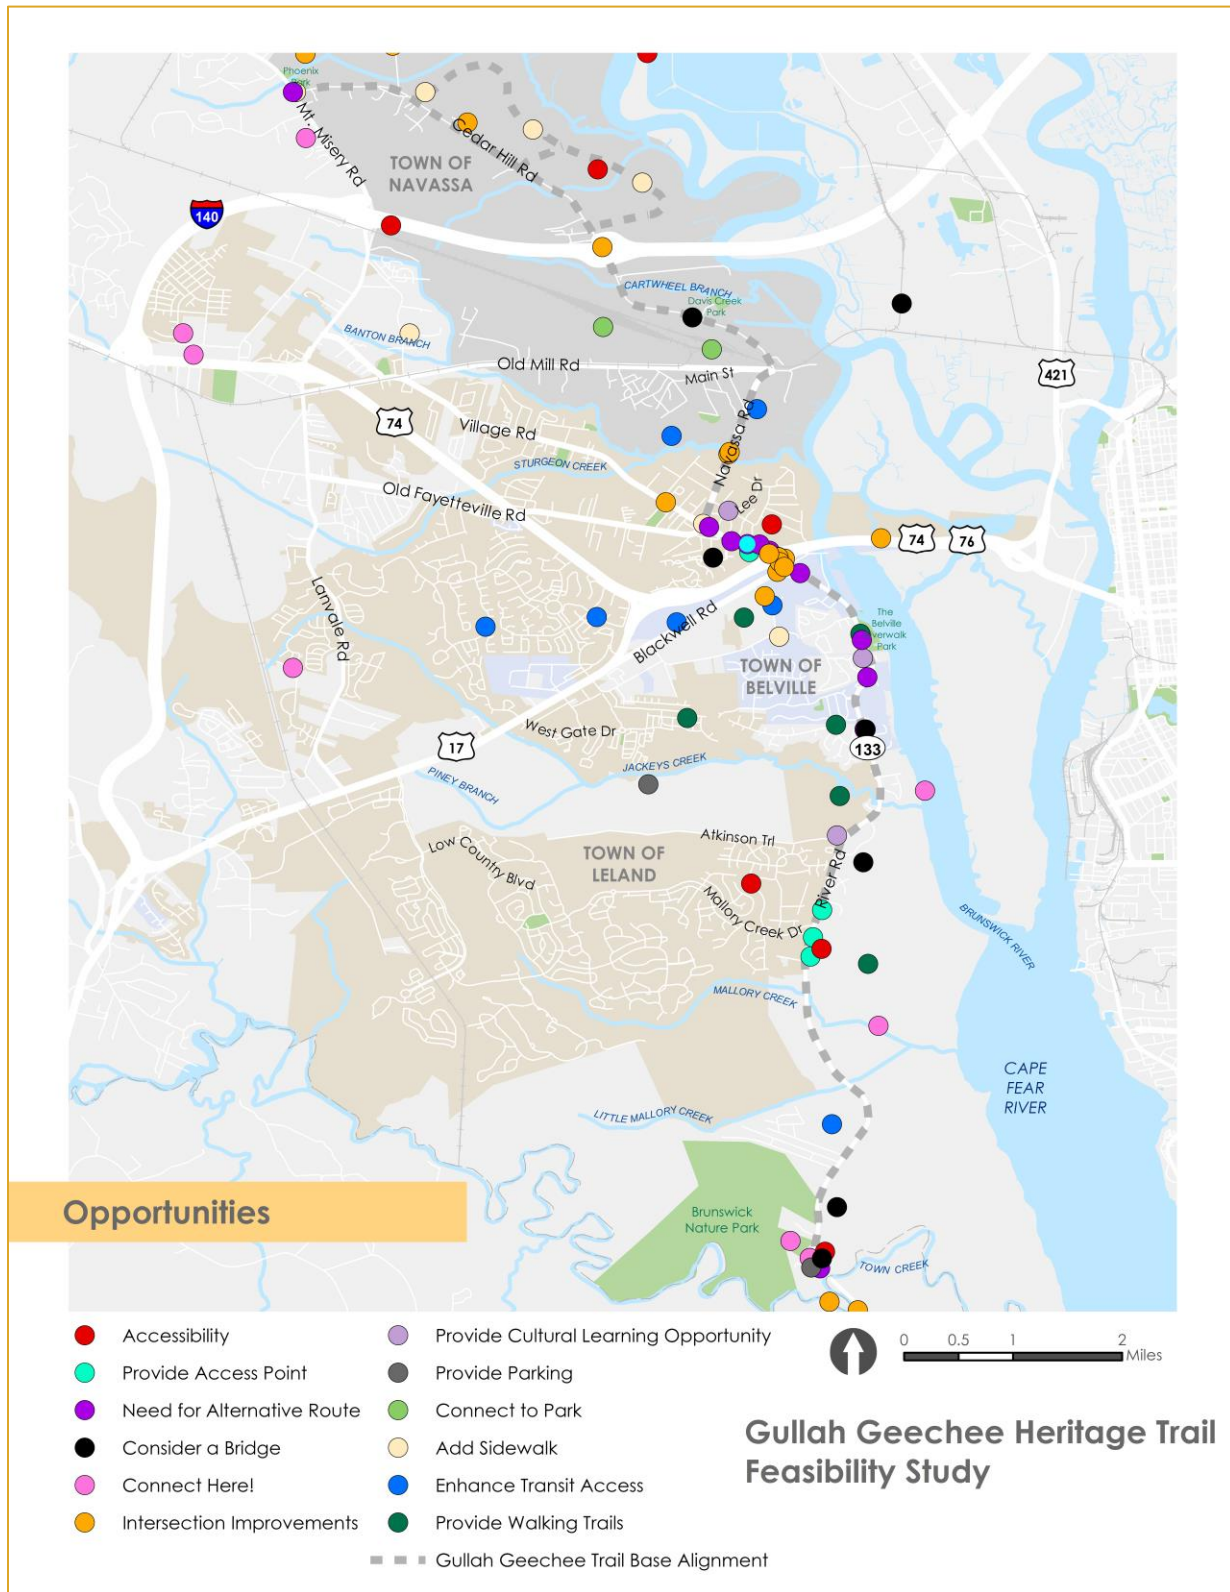 Phoenix
Park
Mt. Misery Rd
Cedar Hill Rd
TOWN OF
NAVASSA
140
CARTWHEEL BRANCH
Davis Creek
Park
BANTON BRANCH
Old Mill Rd
Main St
421
74
Village Rd
Navassa Rd
STURGEON CREEK
Old Fayetteville Rd
Lee Dr
74
76
Lanvale Rd
Blackwell Rd
The
Belville
Riverwalk
Park
TOWN OF
BELVILLE
West Gate Dr
17
133
JACKEYS CREEK
PINEY BRANCH
Atkinson Trl
Low Country Blvd
TOWN OF
LELAND
River Rd
Mallory Creek Dr
BRUNSWICK RIVER
MALLORY CREEK
CAPE
FEAR
RIVER
LITTLE MALLORY CREEK
Opportunities
Brunswick
Nature Park
TOWN CREEK
Accessibility
Provide Access Point
Need for Alternative Route
Consider a Bridge
Connect Here!
Intersection Improvements
Provide Cultural Learning Opportunity
Provide Parking
Connect to Park
Add Sidewalk
Enhance Transit Access
Provide Walking Trails
Gullah Geechee Trail Base Alignment
0 0.5 1 2
Miles
Gullah Geechee Heritage Trail
Feasibility Study